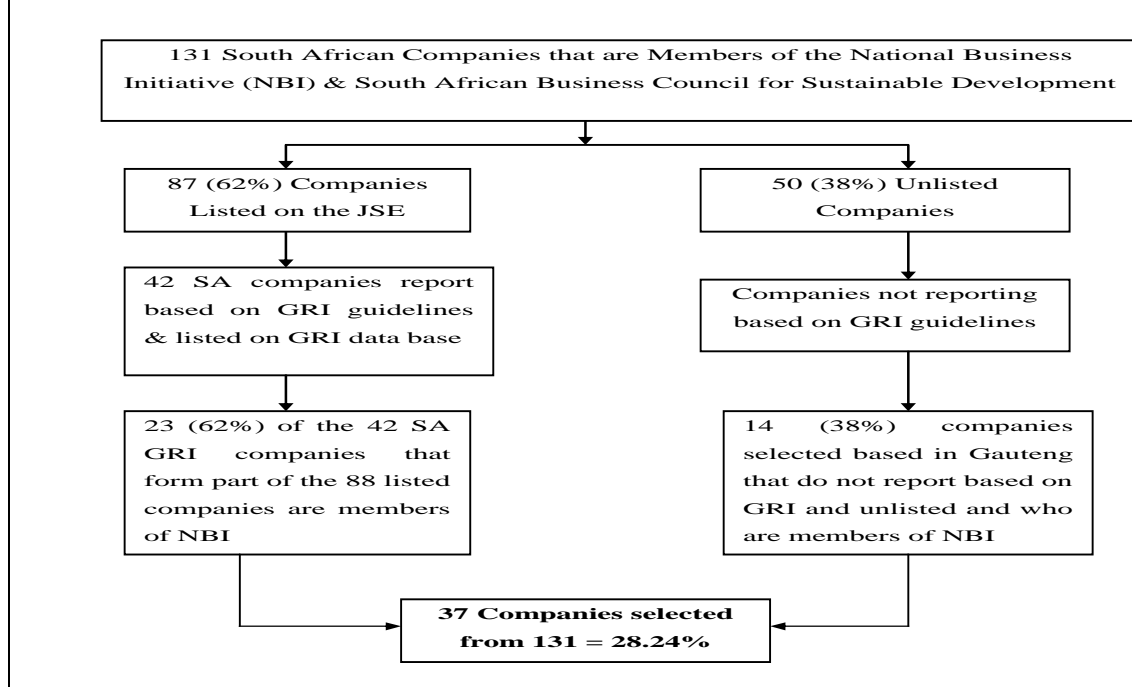 131 South African Companies that are Members of the National Business
Initiative (NBI) & South African Business Council for Sustainable Development
87 (62%) Companies
Listed on the JSE
50 (38%) Unlisted
Companies
42 SA companies report
based on GRI guidelines
& listed on GRI data base
Companies not reporting
based on GRI guidelines
23 (62%) of the 42 SA
GRI companies that
form part of the 88 listed
companies are members
of NBI
14 (38%) companies
selected based in Gauteng
that do not report based on
GRI and unlisted and who
are members of NBI
37 Companies selected
from 131 = 28.24%